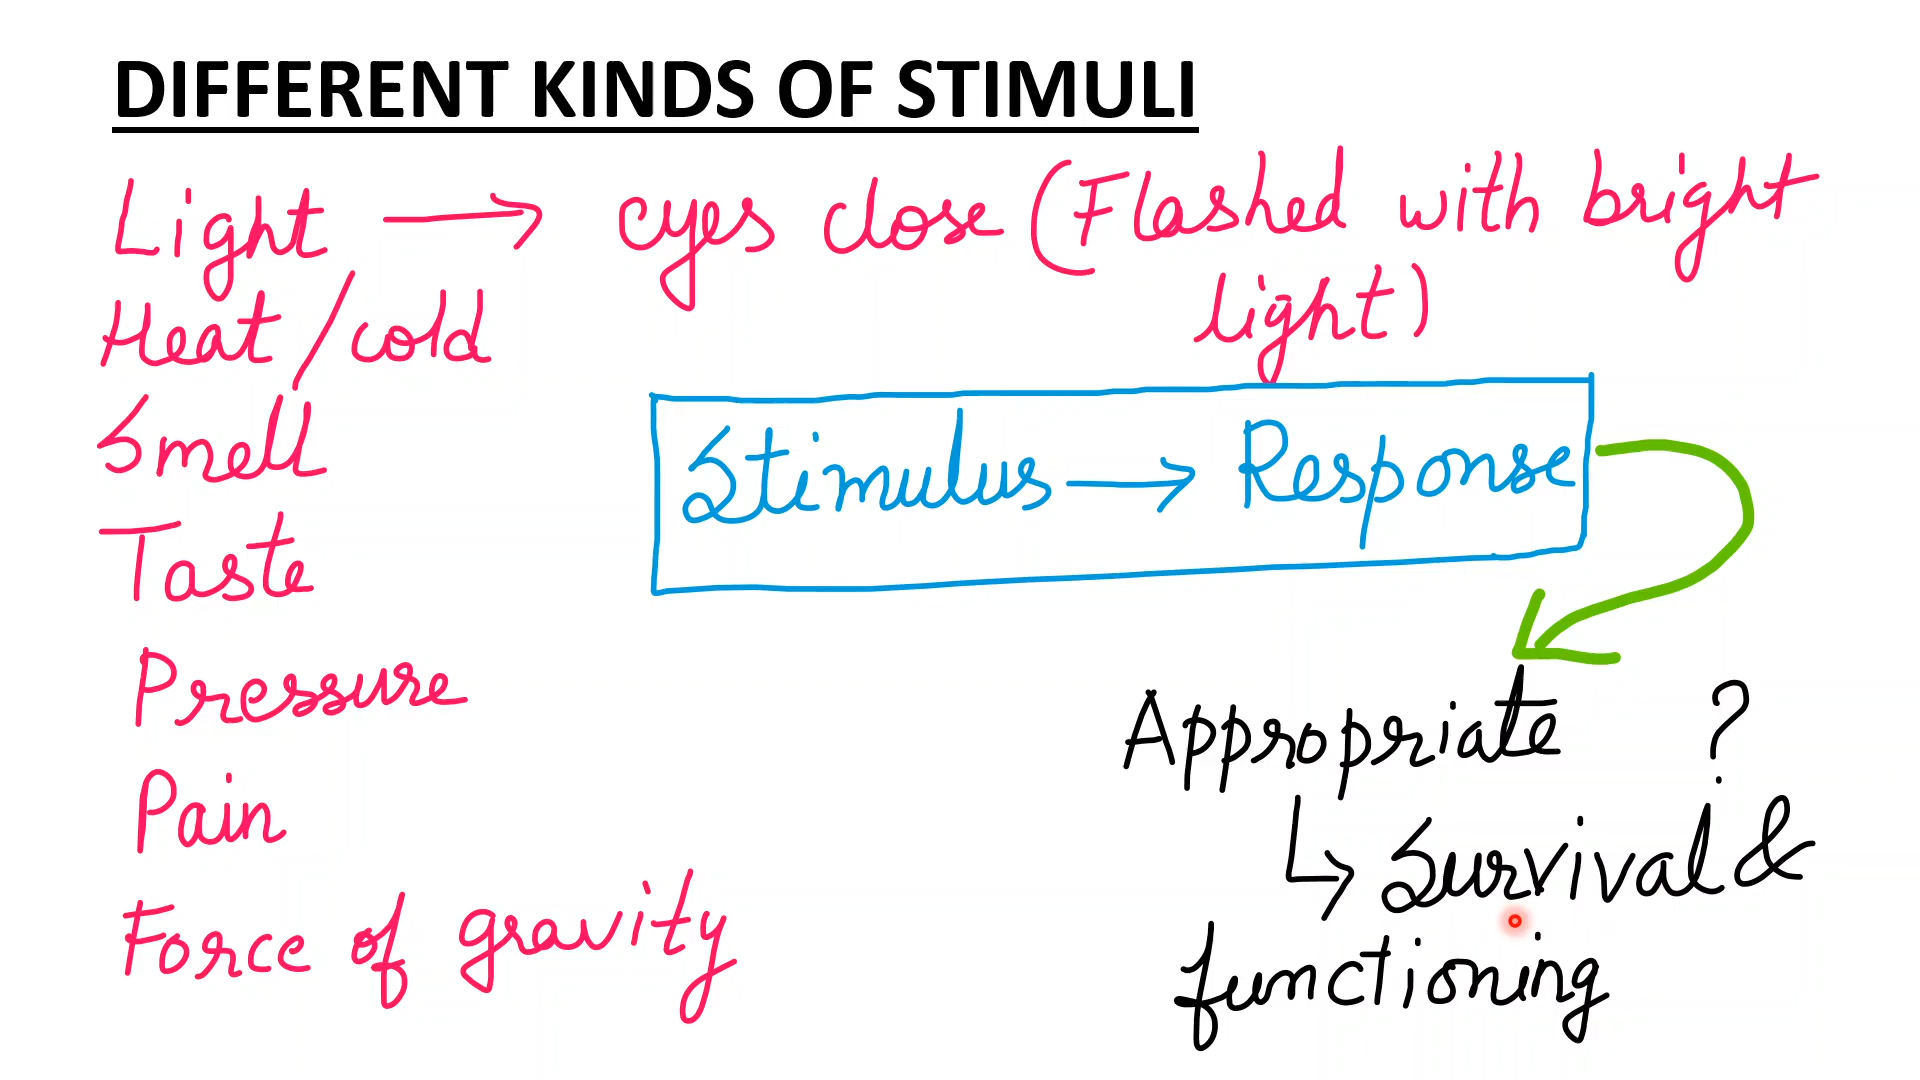 DIFFERENT KINDS OF STIMULI
Light → eyes close (Flashed with bright
light)
Heat/cold
Smell
Stimulus → Response
Taste
Pressure
Appropriate ?
Pain
↳ Survival &
Force of gravity
functioning